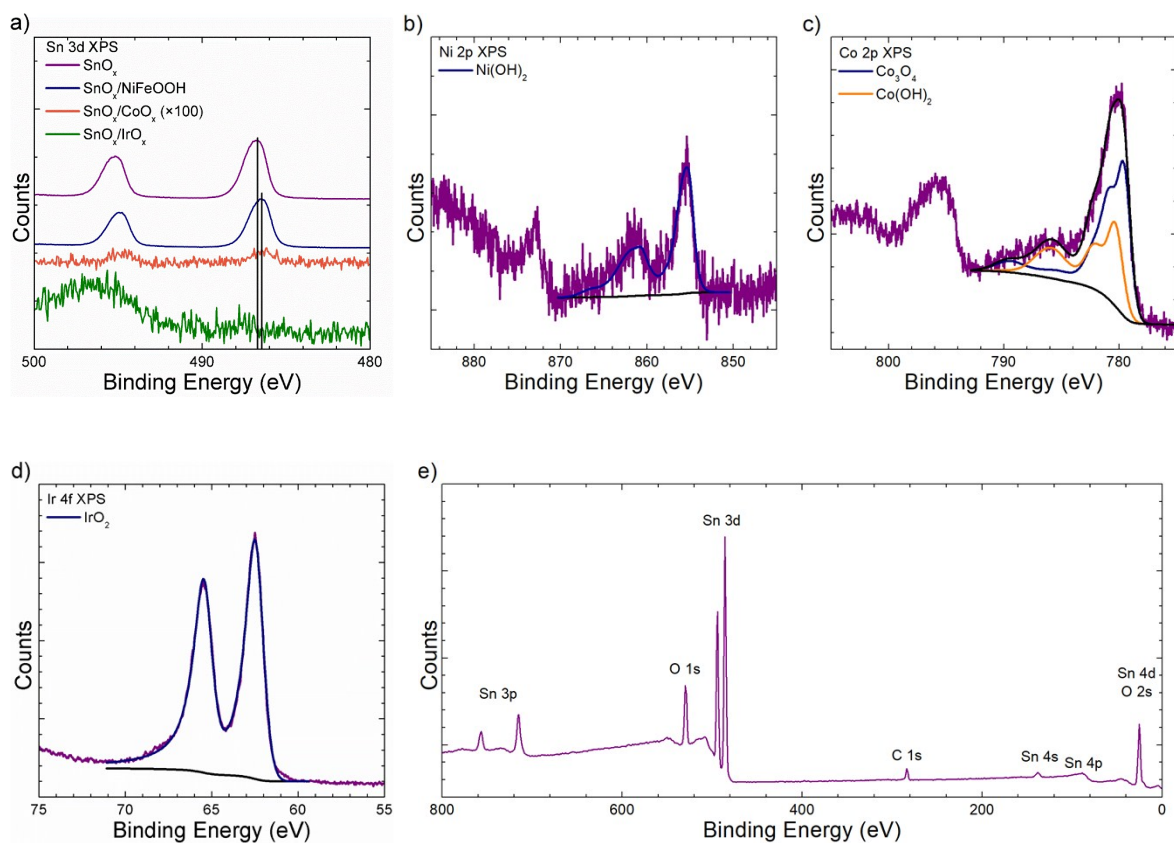 a)
Sn 3d XPS
SnOₓ
SnOₓ/NiFeOOH
SnOₓ/CoOₓ (×100)
SnOₓ/IrOₓ
Counts
500 490 480
Binding Energy (eV)
b)
Ni 2p XPS
Ni(OH)₂
Counts
880 870 860 850
Binding Energy (eV)
c)
Co 2p XPS
Co₃O₄
Co(OH)₂
Counts
800 790 780
Binding Energy (eV)
d)
Ir 4f XPS
IrO₂
Counts
75 70 65 60 55
Binding Energy (eV)
e)
Sn 3d
Sn 3p
O 1s
C 1s
Sn 4s
Sn 4p
Sn 4d
O 2s
Counts
800 600 400 200 0
Binding Energy (eV)